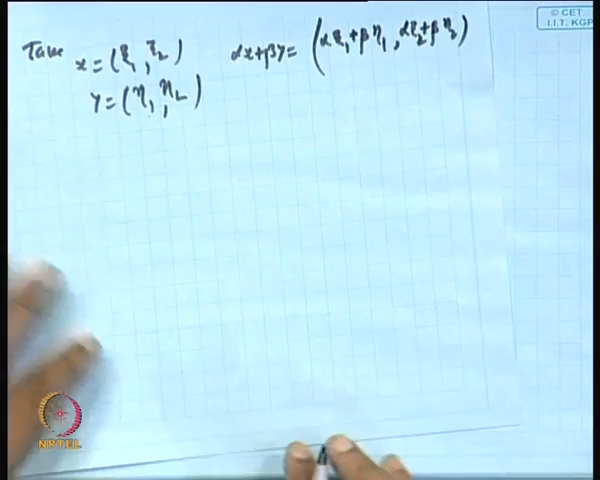 Take x = (ξ₁, ξ₂) αx+βy = (αξ₁+βη₁, αξ₂+βη₂)
y = (η₁, η₂)
© CET
I.I.T. KGP
NPTEL